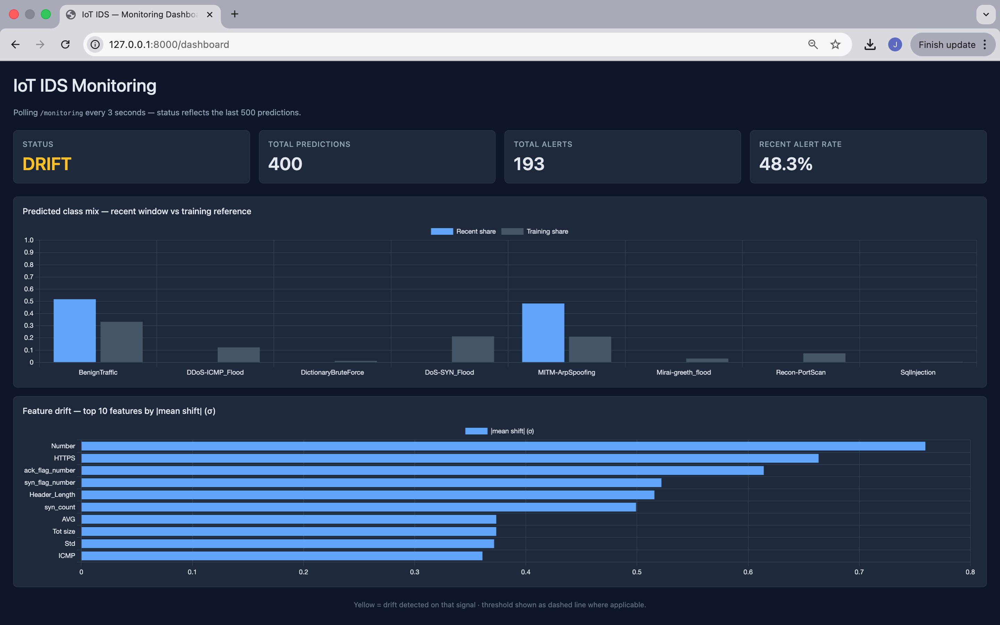 IoT IDS — Monitoring Dashbo
127.0.0.1:8000/dashboard
J
Finish update
IoT IDS Monitoring
Polling /monitoring every 3 seconds — status reflects the last 500 predictions.
STATUS
DRIFT
TOTAL PREDICTIONS
400
TOTAL ALERTS
193
RECENT ALERT RATE
48.3%
Predicted class mix — recent window vs training reference
Recent share Training share
1.0
0.9
0.8
0.7
0.6
0.5
0.4
0.3
0.2
0.1
0
BenignTraffic DDoS-ICMP_Flood DictionaryBruteForce DoS-SYN_Flood MITM-ArpSpoofing Mirai-greeth_flood Recon-PortScan SqlInjection
Feature drift — top 10 features by |mean shift| (σ)
|mean shift| (σ)
Number
HTTPS
ack_flag_number
syn_flag_number
Header_Length
syn_count
AVG
Tot size
Std
ICMP
0 0.1 0.2 0.3 0.4 0.5 0.6 0.7 0.8
Yellow = drift detected on that signal · threshold shown as dashed line where applicable.